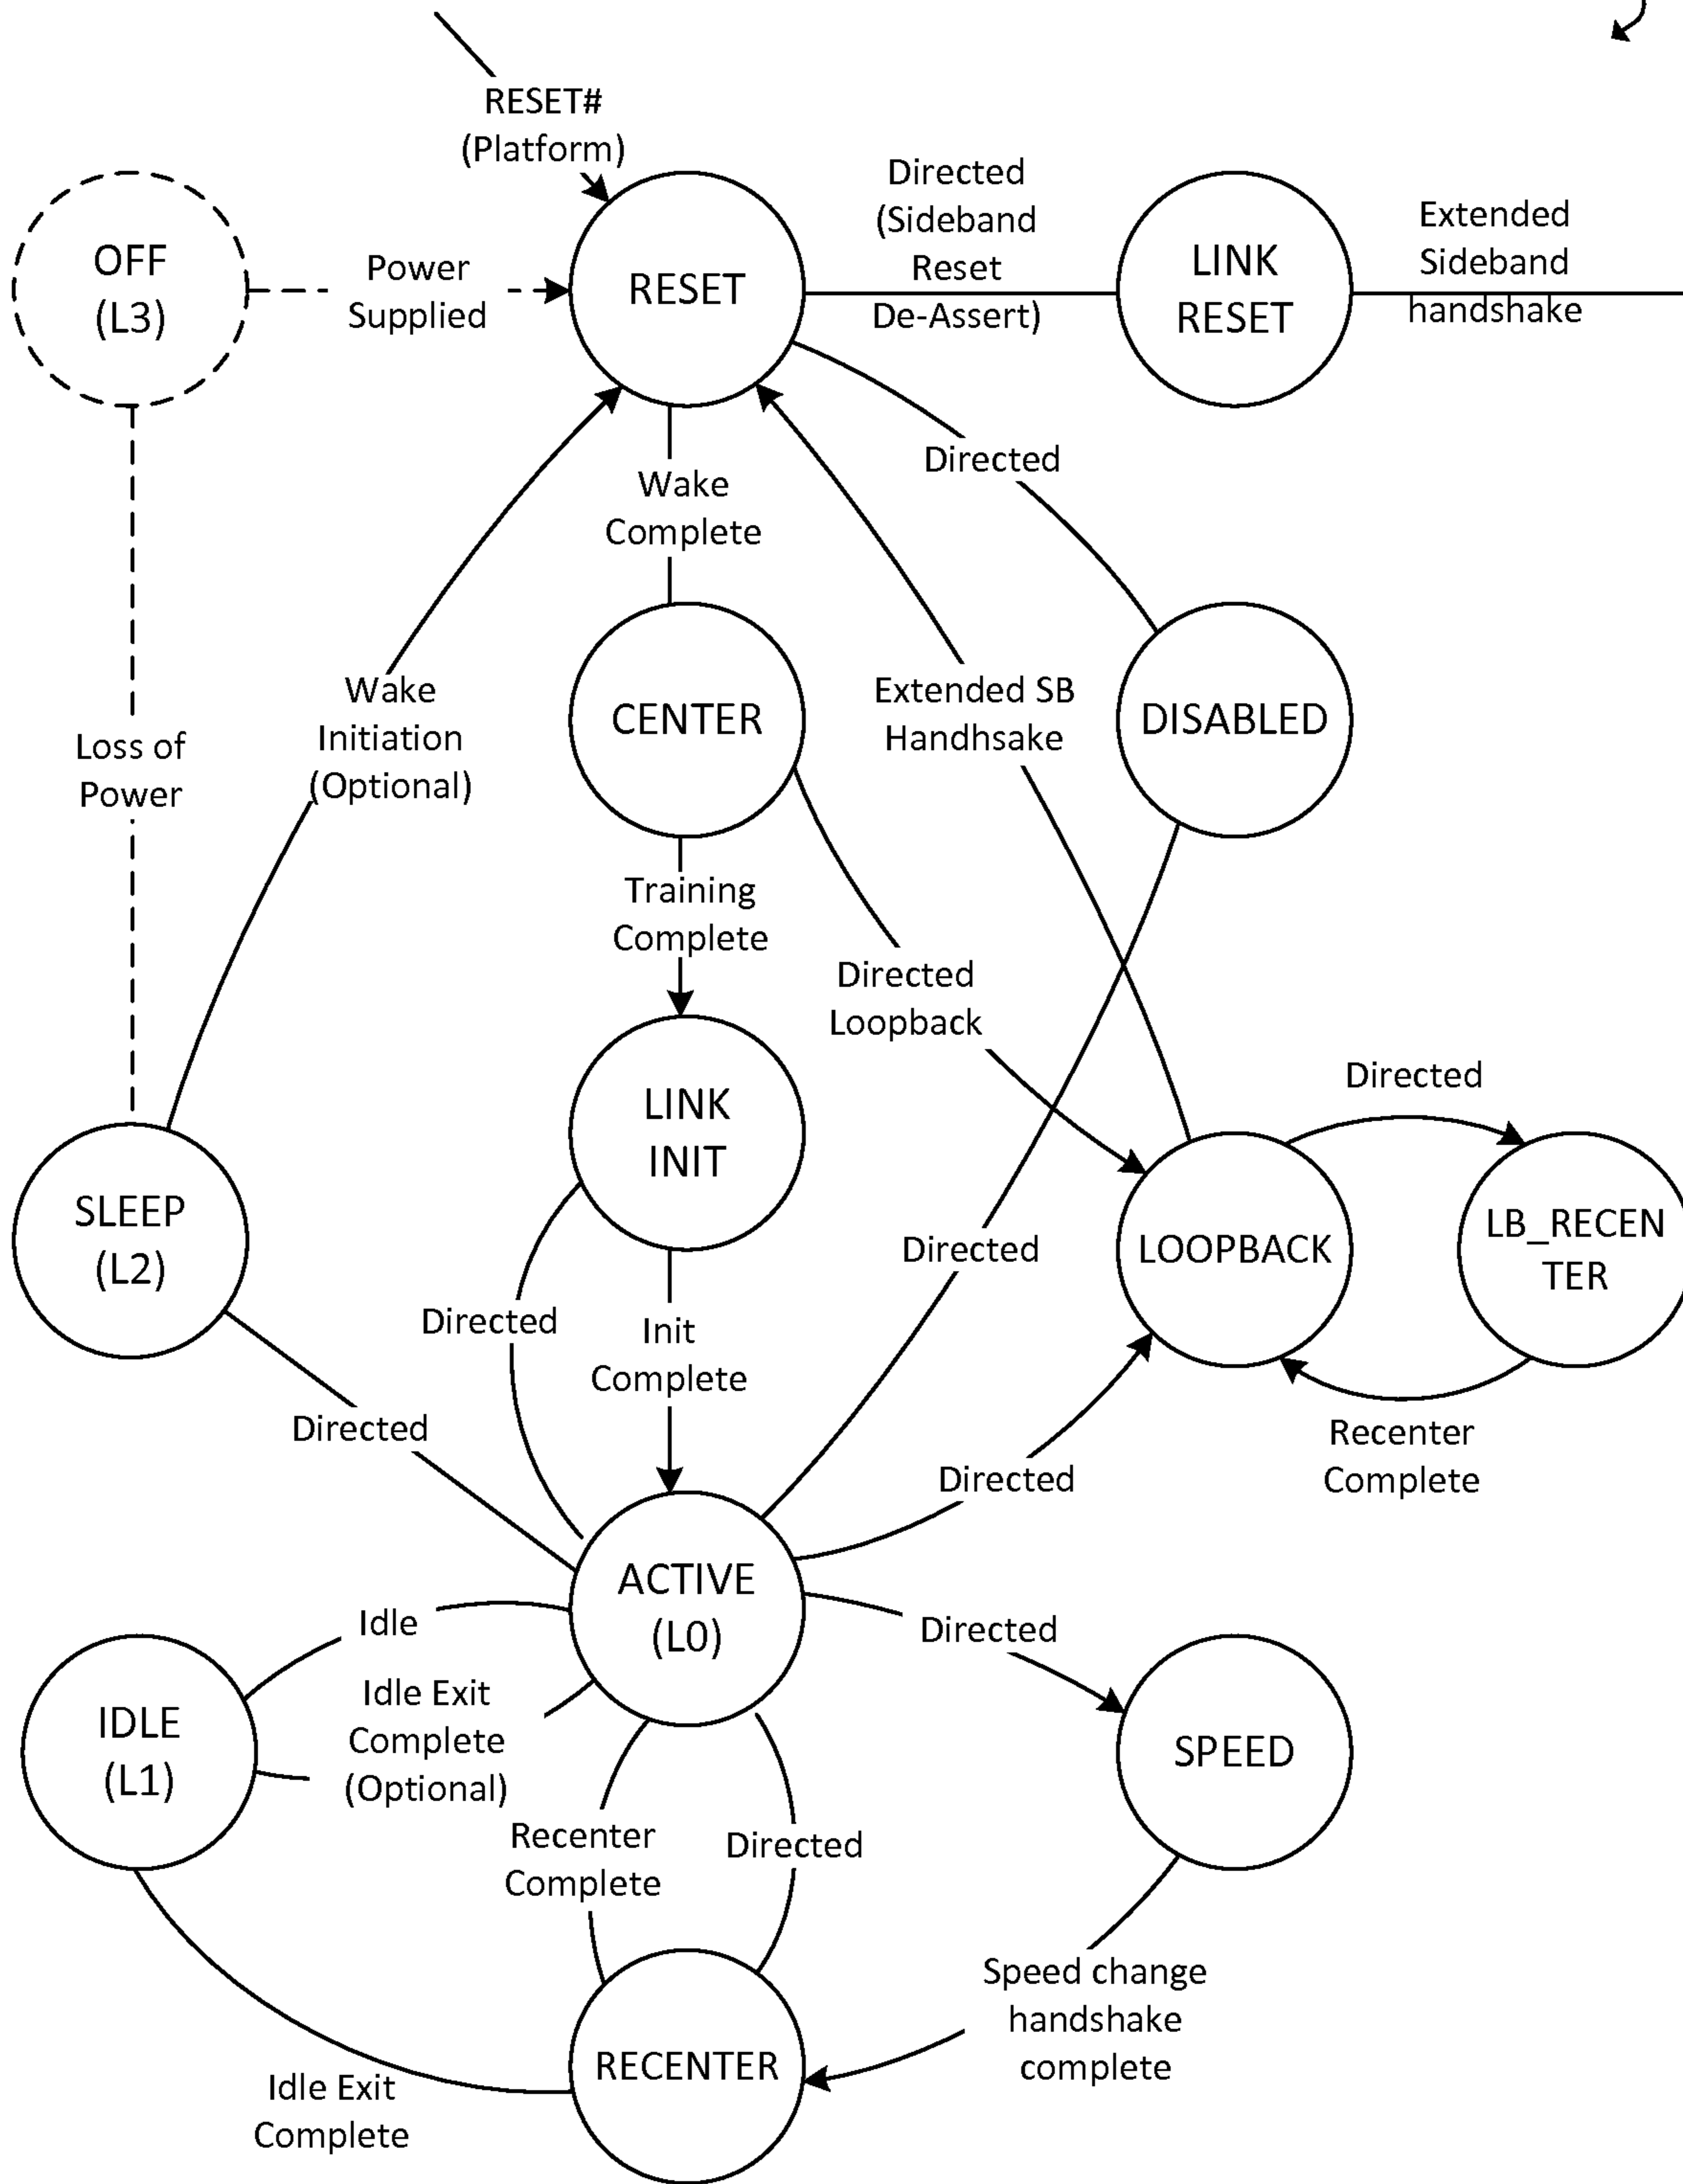 RESET#
(Platform)
OFF
(L3)
Power
Supplied
RESET
Directed
(Sideband
Reset
De-Assert)
LINK
RESET
Extended
Sideband
handshake
Directed
Wake
Complete
Wake
Initiation
(Optional)
Loss of
Power
CENTER
Extended SB
Handhsake
DISABLED
Training
Complete
Directed
Loopback
LINK
INIT
Directed
SLEEP
(L2)
Directed
LOOPBACK
LB_RECEN
TER
Directed
Init
Complete
Directed
Directed
Recenter
Complete
ACTIVE
(L0)
Idle
Directed
Idle Exit
Complete
(Optional)
IDLE
(L1)
SPEED
Recenter
Complete
Directed
Speed change
handshake
complete
RECENTER
Idle Exit
Complete